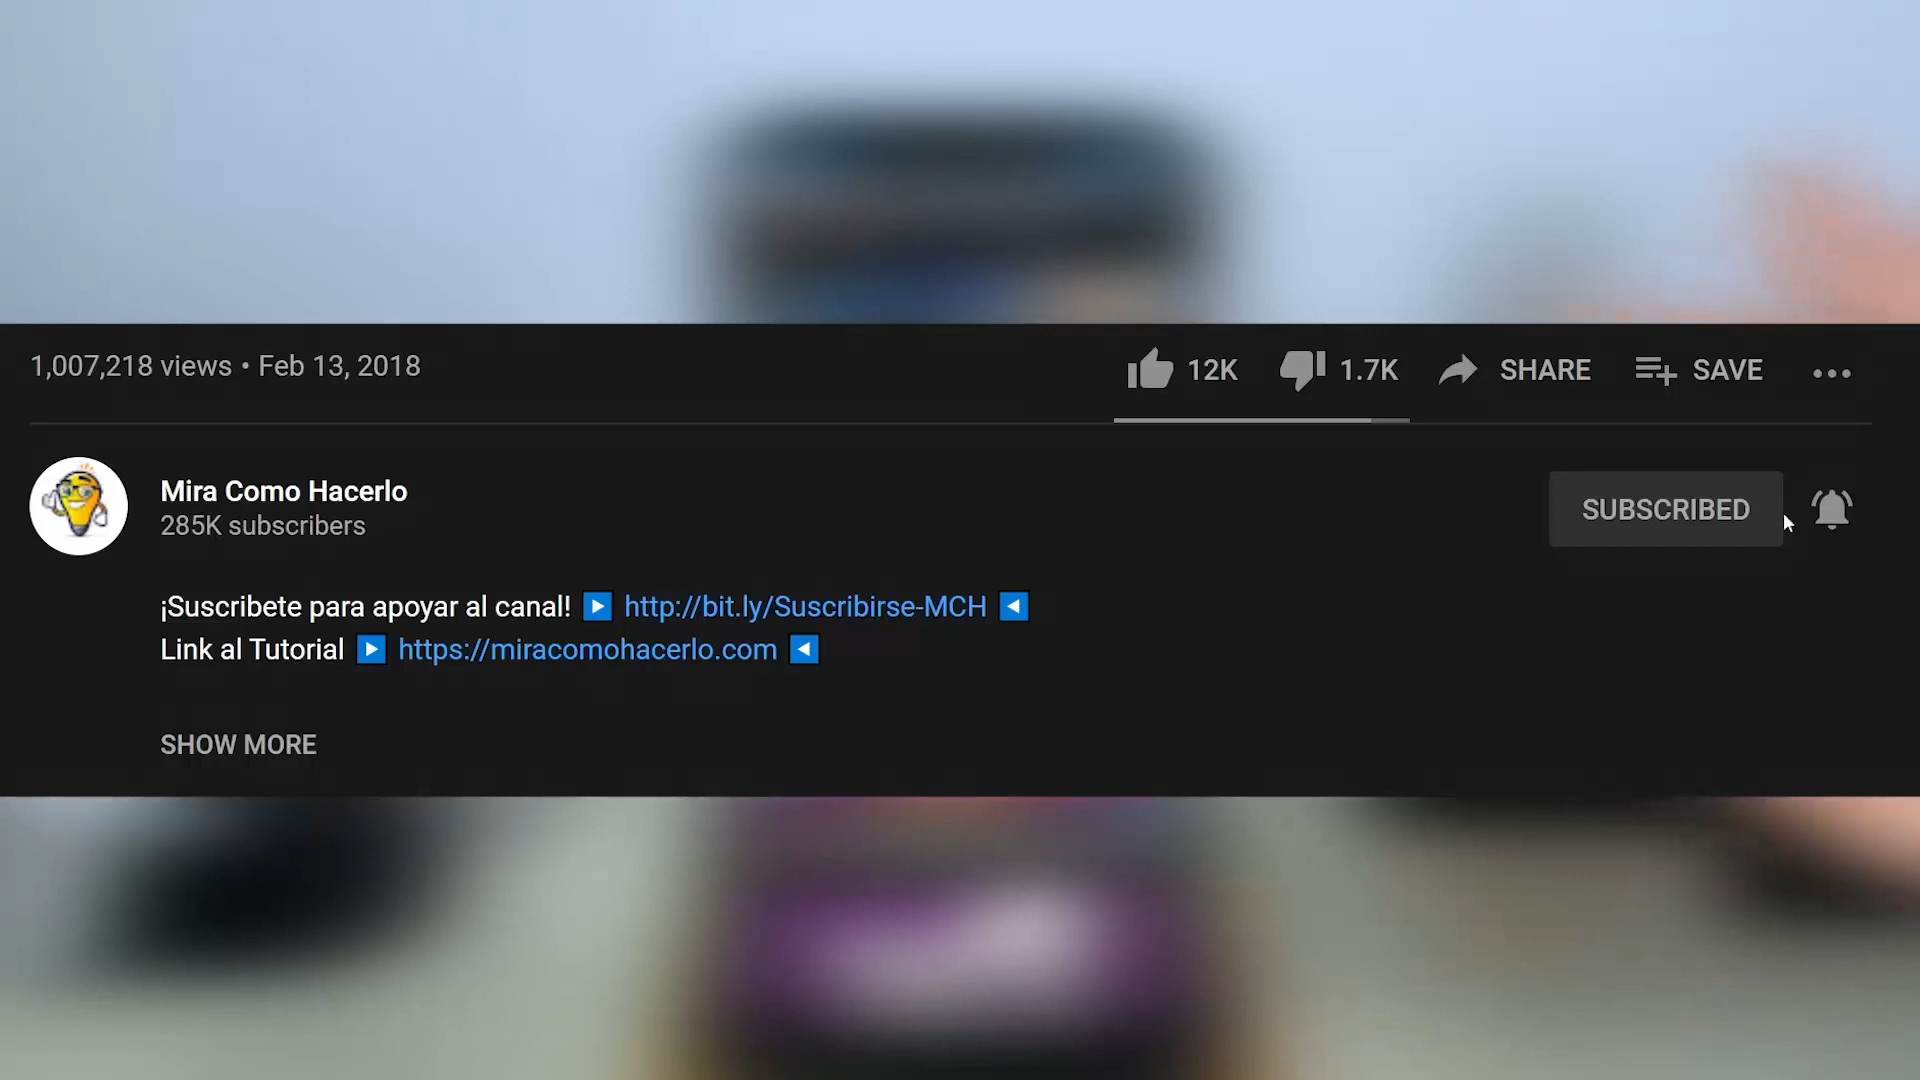 1,007,218 views • Feb 13, 2018
12K
1.7K
SHARE
SAVE
Mira Como Hacerlo
285K subscribers
SUBSCRIBED
¡Suscribete para apoyar al canal! ▶ http://bit.ly/Suscribirse-MCH ◀
Link al Tutorial ▶ https://miracomohacerlo.com ◀
SHOW MORE